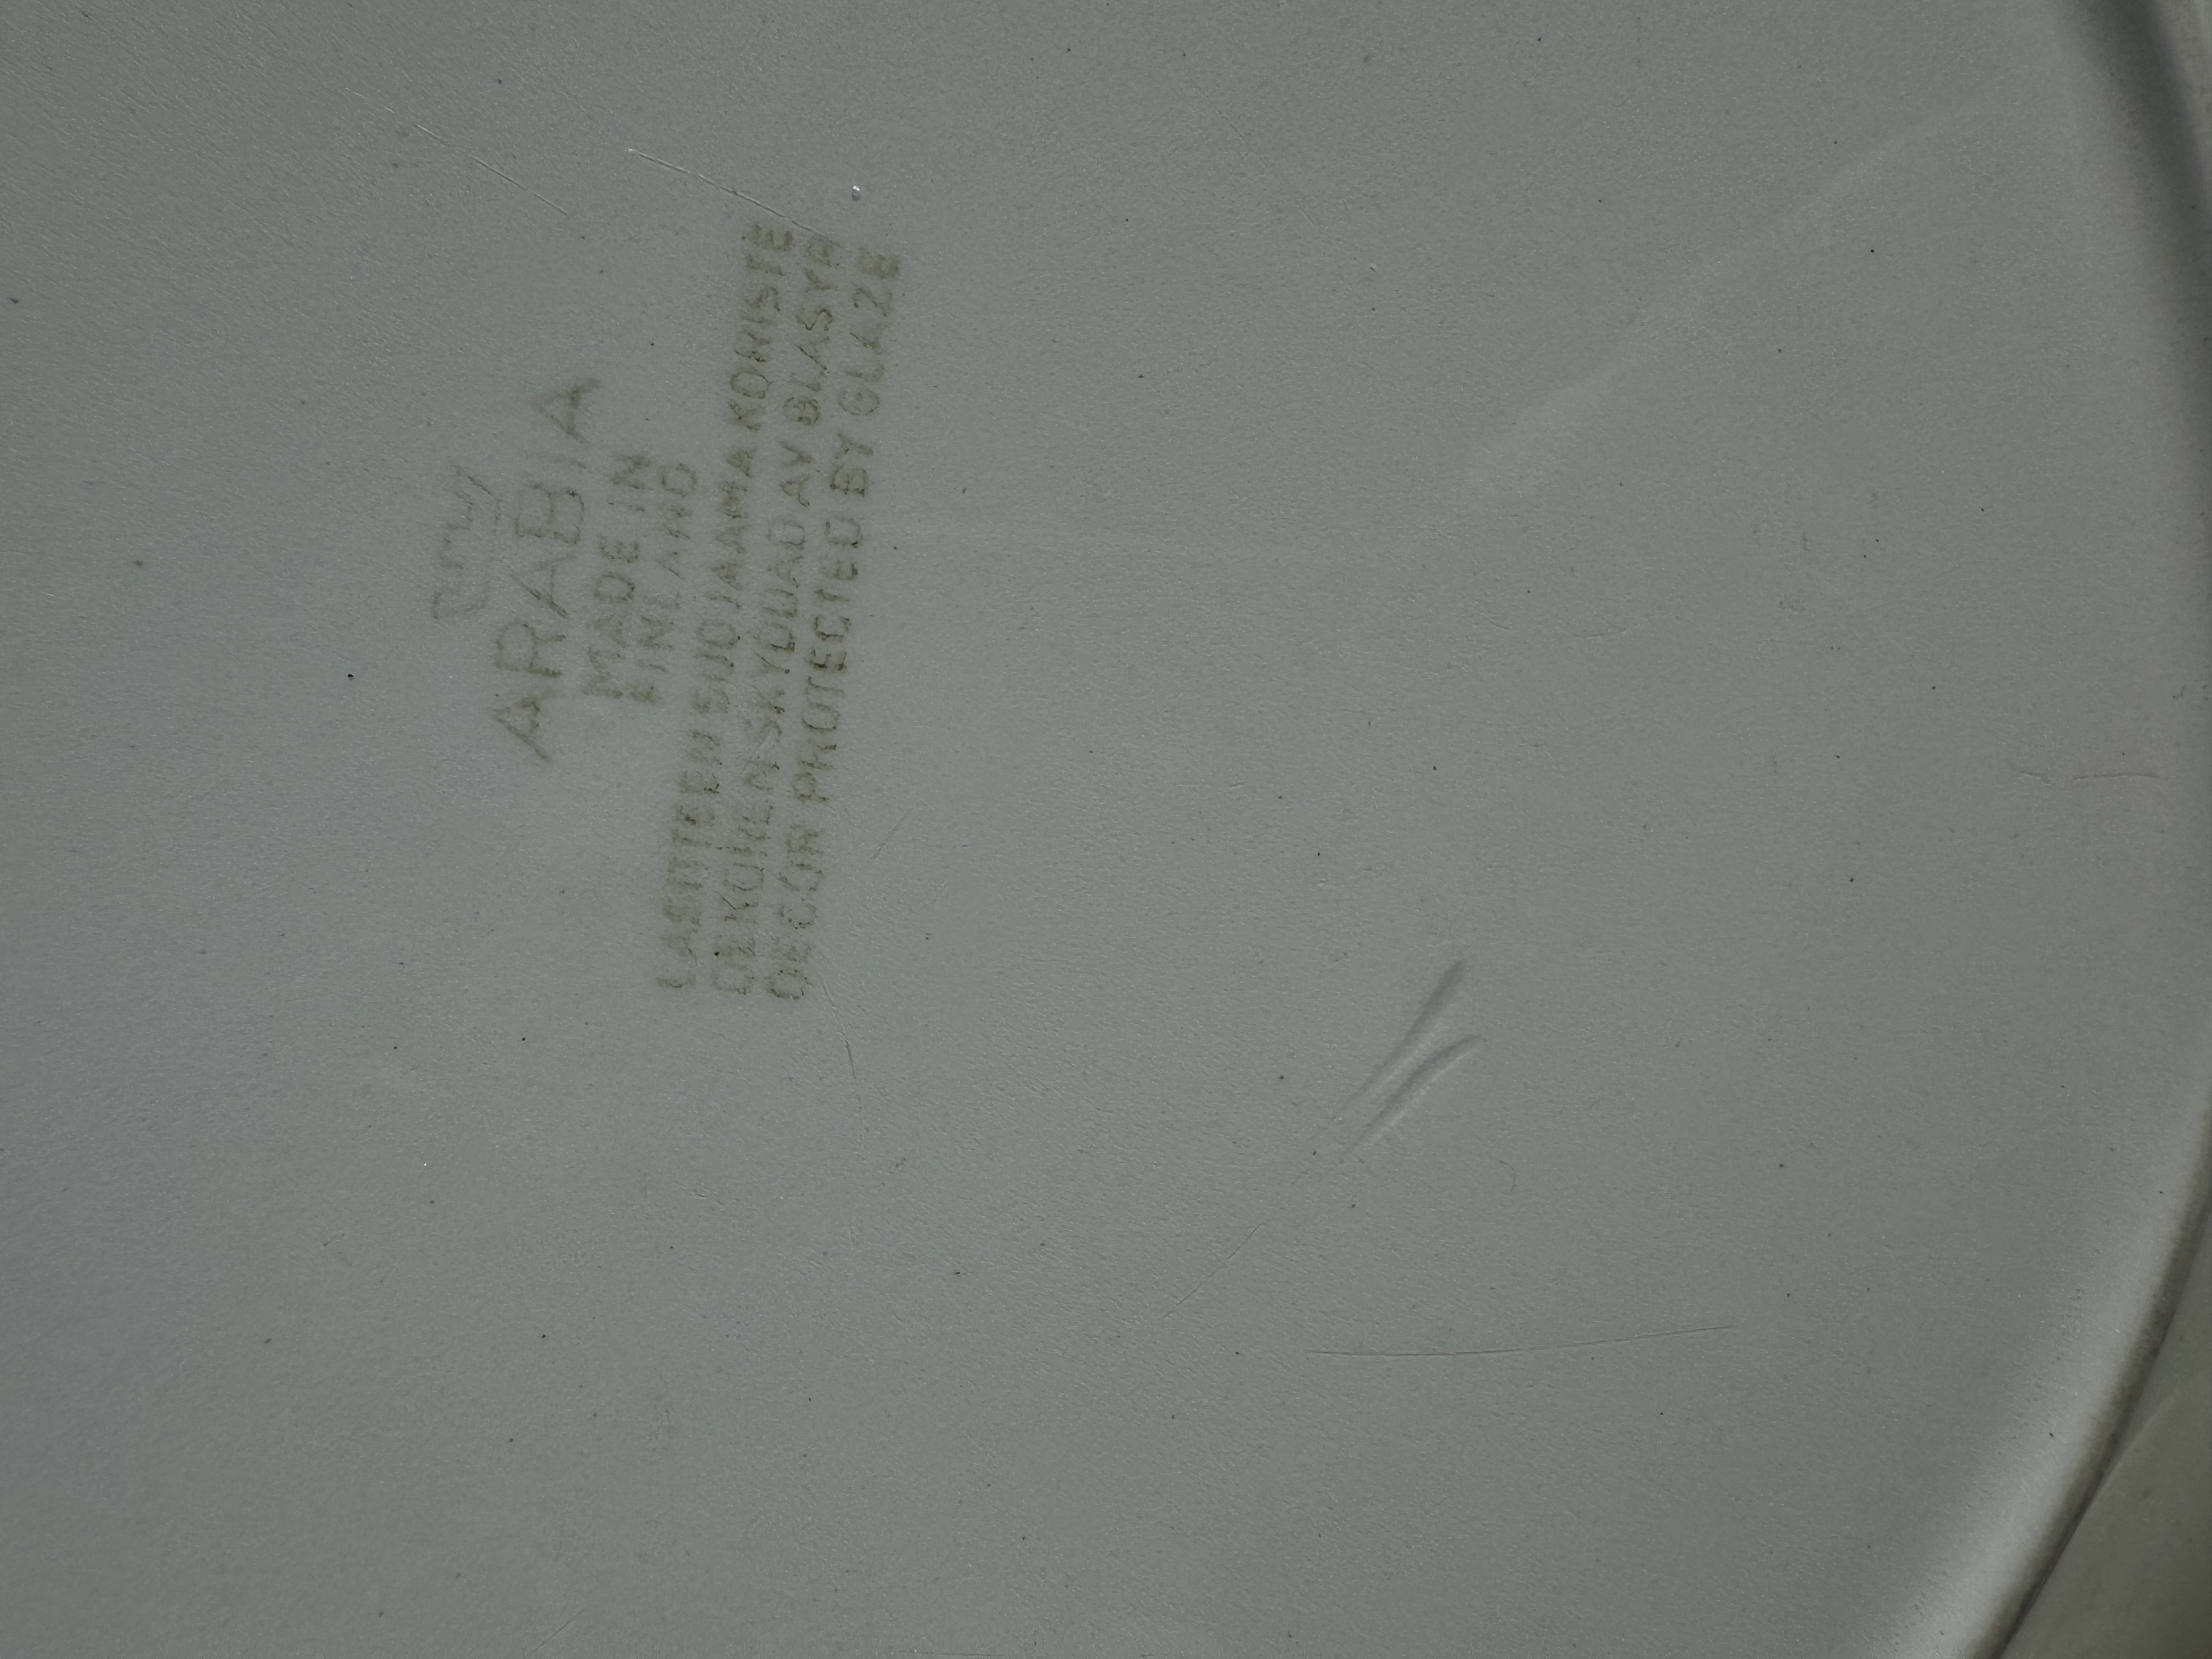 ARABIA
MADE IN
FINLAND
LASITTEEN SUOJAAMA KORISTE
DEKOREN SKYDDAD AV GLASYR
DECOR PROTECTED BY GLAZE